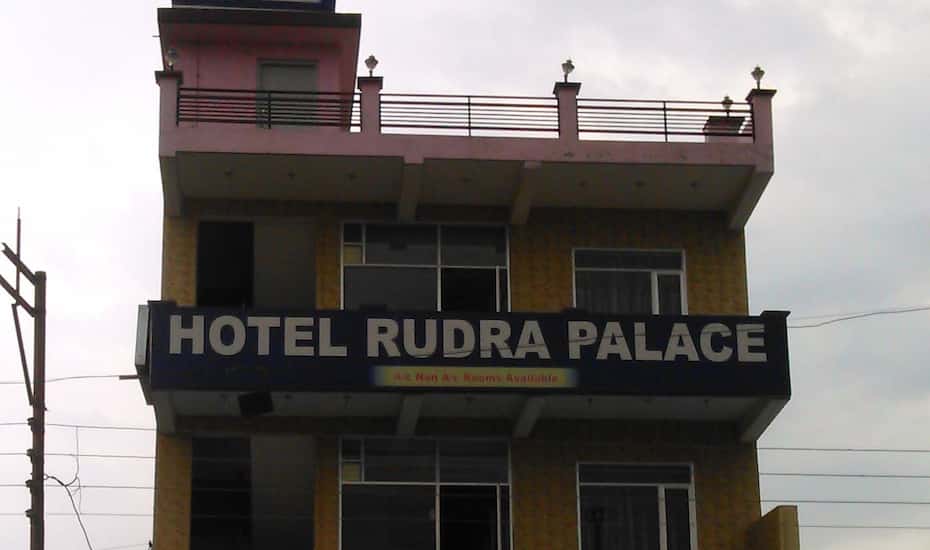 HOTEL RUDRA PALACE
A/c Non A/c Rooms Available